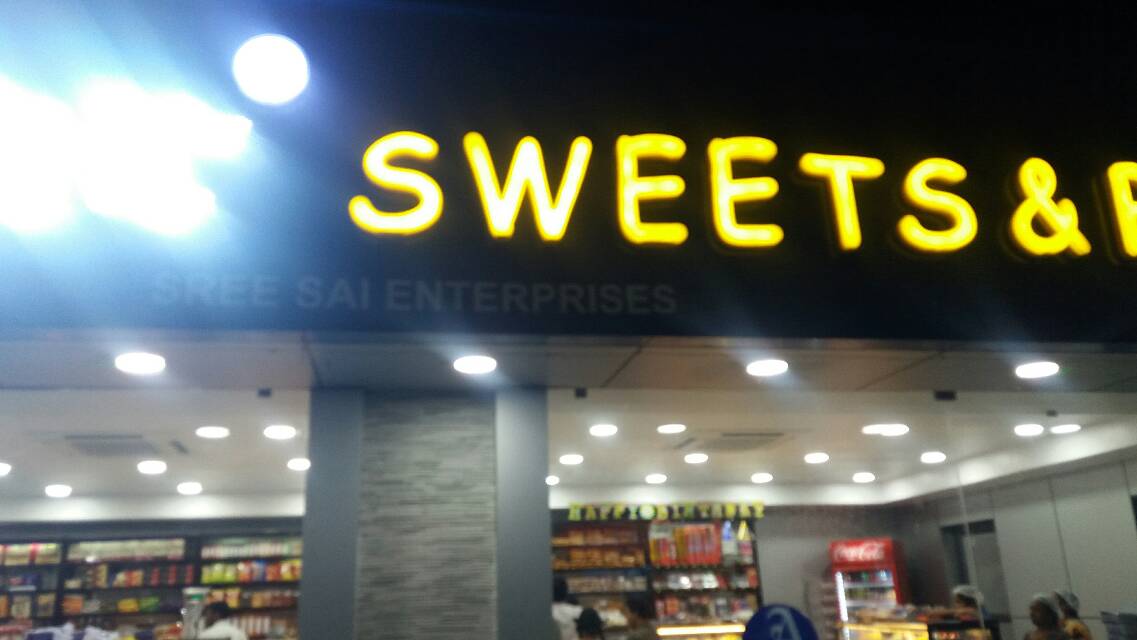 SWEETS &
SREE SAI ENTERPRISES
HAPPY BIRTHDAY
Coca-Cola
A